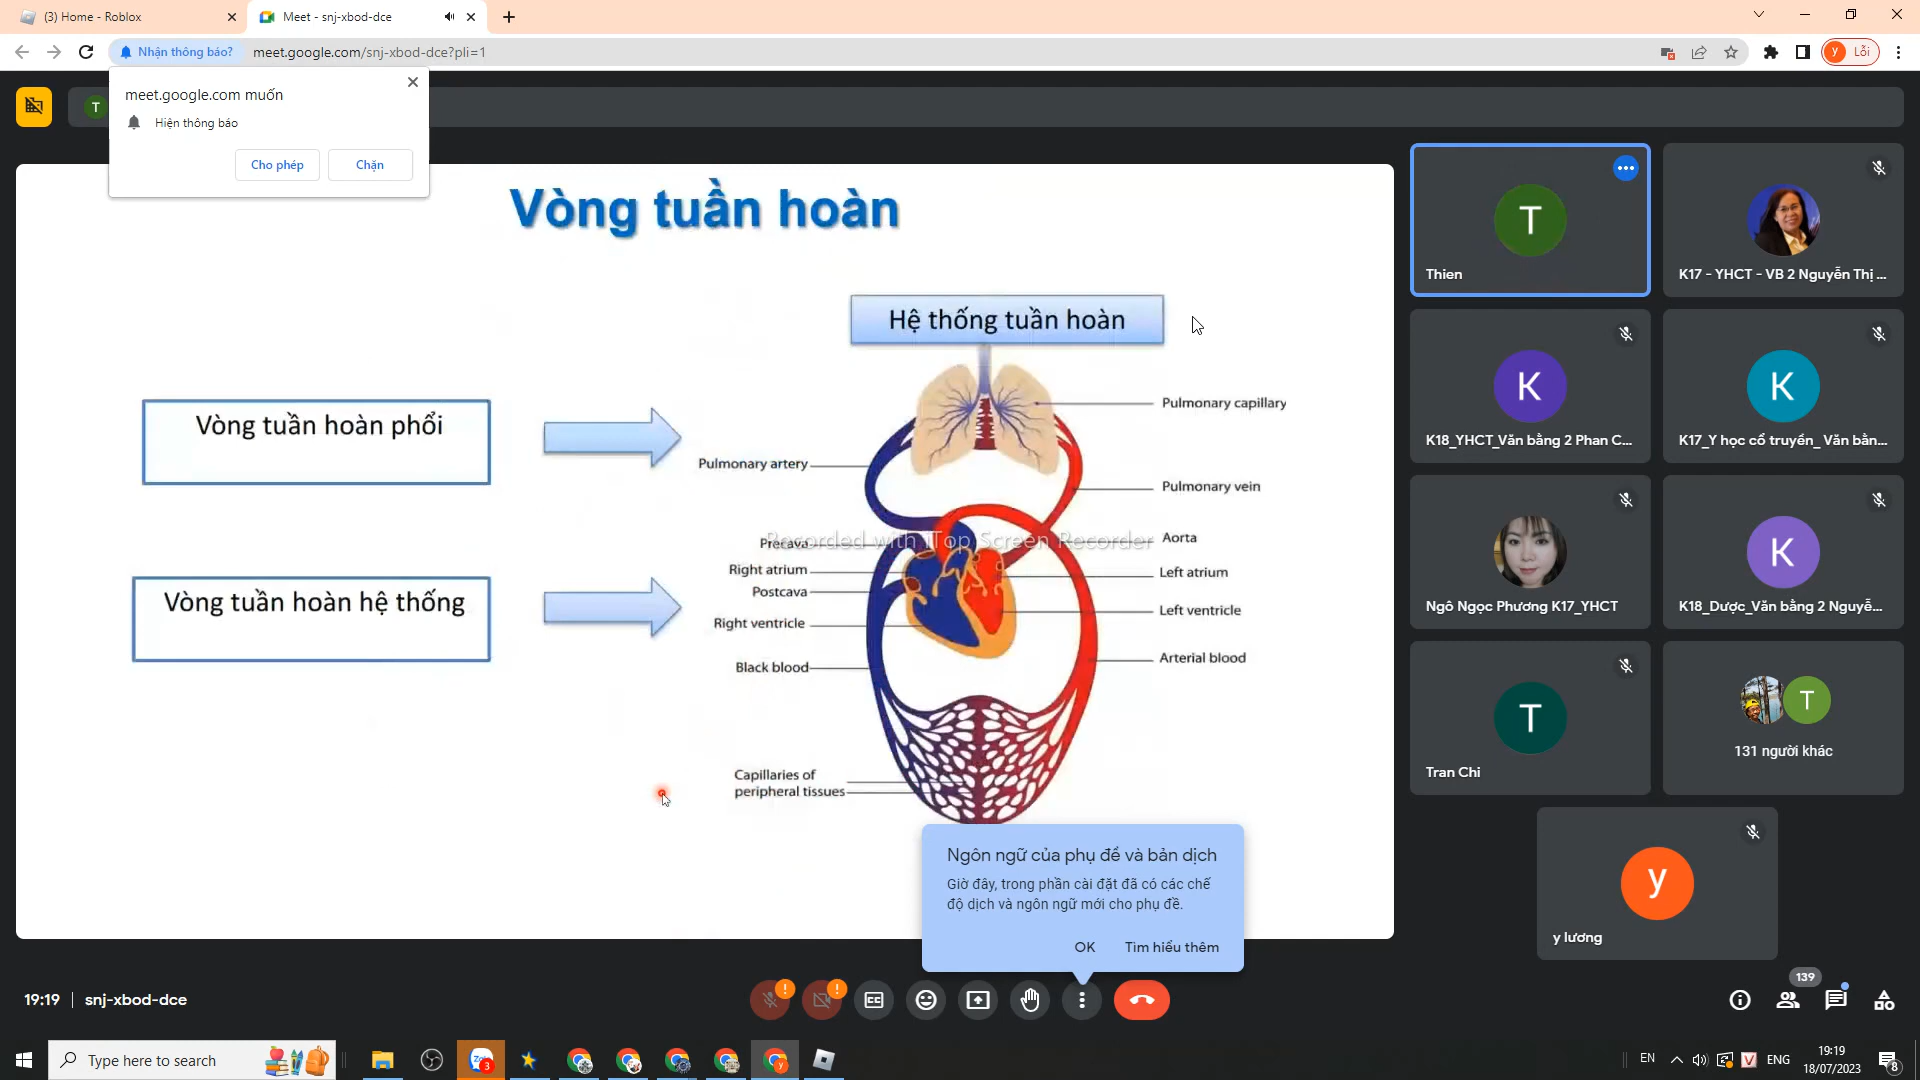 (3) Home - Roblox
Meet - snj-xbod-dce
Nhận thông báo?
meet.google.com/snj-xbod-dce?pli=1
y
Lỗi
meet.google.com muốn
Hiện thông báo
Cho phép
Chặn
T
Vòng tuần hoàn
Hệ thống tuần hoàn
Vòng tuần hoàn phổi
Vòng tuần hoàn hệ thống
Pulmonary capillary
Pulmonary artery
Pulmonary vein
Recorded with iTop Screen Recorder
Precava
Aorta
Right atrium
Left atrium
Postcava
Left ventricle
Right ventricle
Black blood
Arterial blood
Capillaries of
peripheral tissues
T
Thien
K17 - YHCT - VB 2 Nguyễn Thị ...
K
K18_YHCT_Văn bằng 2 Phan C...
K
K17_Y học cổ truyền_ Văn bằn...
Ngô Ngọc Phương K17_YHCT
K
K18_Dược_Văn bằng 2 Nguyễ...
T
Tran Chi
T
131 người khác
y
y lương
Ngôn ngữ của phụ đề và bản dịch
Giờ đây, trong phần cài đặt đã có các chế
độ dịch và ngôn ngữ mới cho phụ đề.
OK
Tìm hiểu thêm
19:19
snj-xbod-dce
139
Type here to search
Zalo
3
EN
ENG
19:19
18/07/2023
8